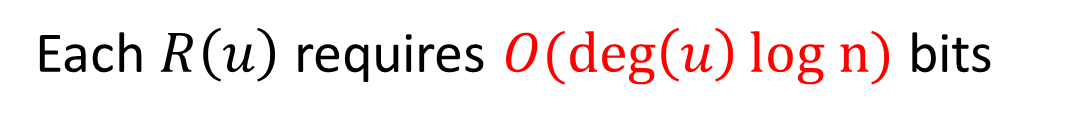 Each R(u) requires O(deg(u) log n) bits